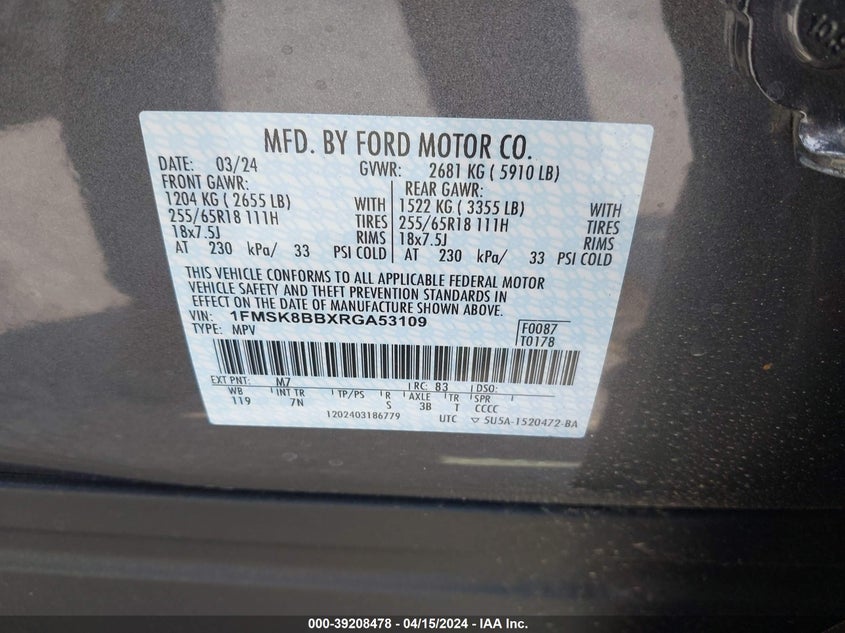 10.9
MFD. BY FORD MOTOR CO.
DATE: 03/24 GVWR: 2681 KG ( 5910 LB)
FRONT GAWR: REAR GAWR:
1204 KG ( 2655 LB) WITH 1522 KG ( 3355 LB) WITH
255/65R18 111H TIRES 255/65R18 111H TIRES
18x7.5J RIMS 18x7.5J RIMS
AT 230 kPa/ 33 PSI COLD AT 230 kPa/ 33 PSI COLD
THIS VEHICLE CONFORMS TO ALL APPLICABLE FEDERAL MOTOR
VEHICLE SAFETY AND THEFT PREVENTION STANDARDS IN
EFFECT ON THE DATE OF MANUFACTURE SHOWN ABOVE.
VIN: 1FMSK8BBXRGA53109
TYPE: MPV
F0087
T0178
EXT PNT: M7 RC: 83 DSO:
WB INT TR TP/PS R AXLE TR SPR
119 7N S 3B T CCCC
1202403186779 UTC ▽ 5U5A-1520472-BA
000-39208478 - 04/15/2024 - IAA Inc.